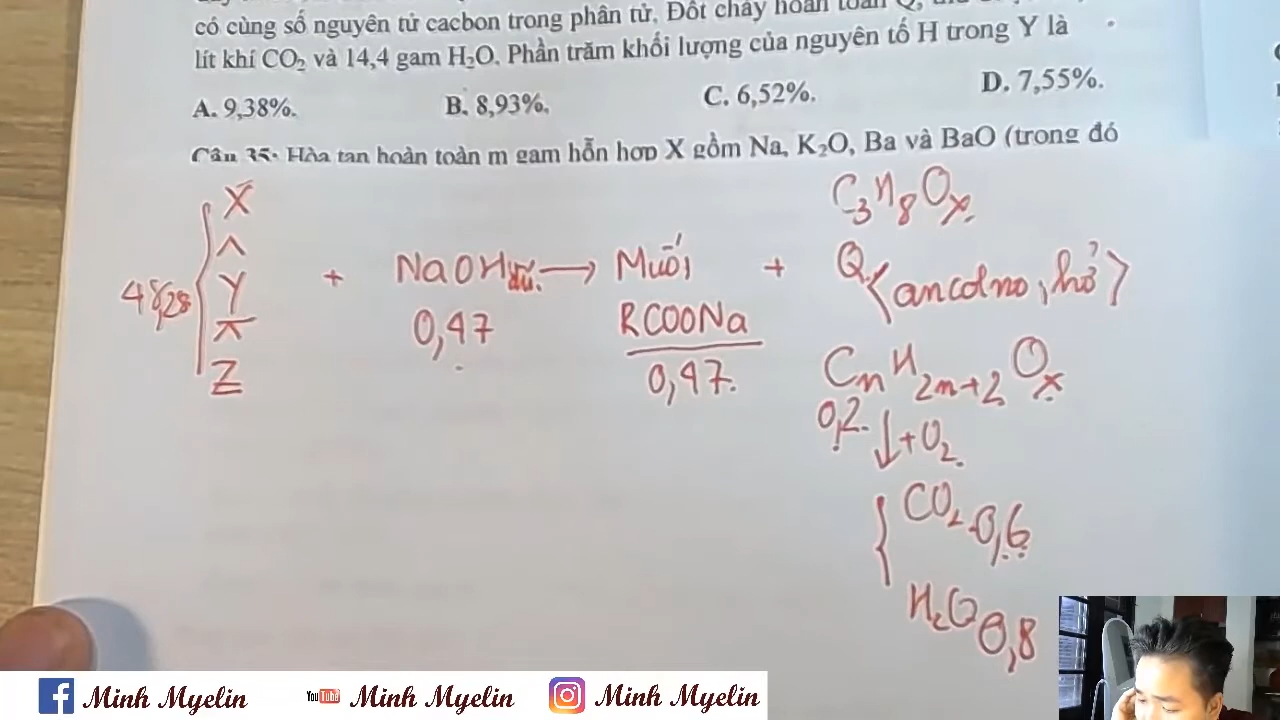 có cùng số nguyên tử cacbon trong phân tử. Đốt cháy hoàn toàn Q,
lít khí CO₂ và 14,4 gam H₂O. Phần trăm khối lượng của nguyên tố H trong Y là
A. 9,38%. B. 8,93%. C. 6,52%. D. 7,55%.
Câu 35: Hòa tan hoàn toàn m gam hỗn hợp X gồm Na, K₂O, Ba và BaO (trong đó
C₃H₈Oₓ
X
^
Y
^
Z
+ NaOH dư. → Muối + Q (ancol no, hở)
0,47 RCOONa
0,47. CₙH₂ₙ₊₂Oₓ
0,2. ↓ +O₂
CO₂ 0,6
H₂O 0,8
Minh Myelin YouTube Minh Myelin Minh Myelin